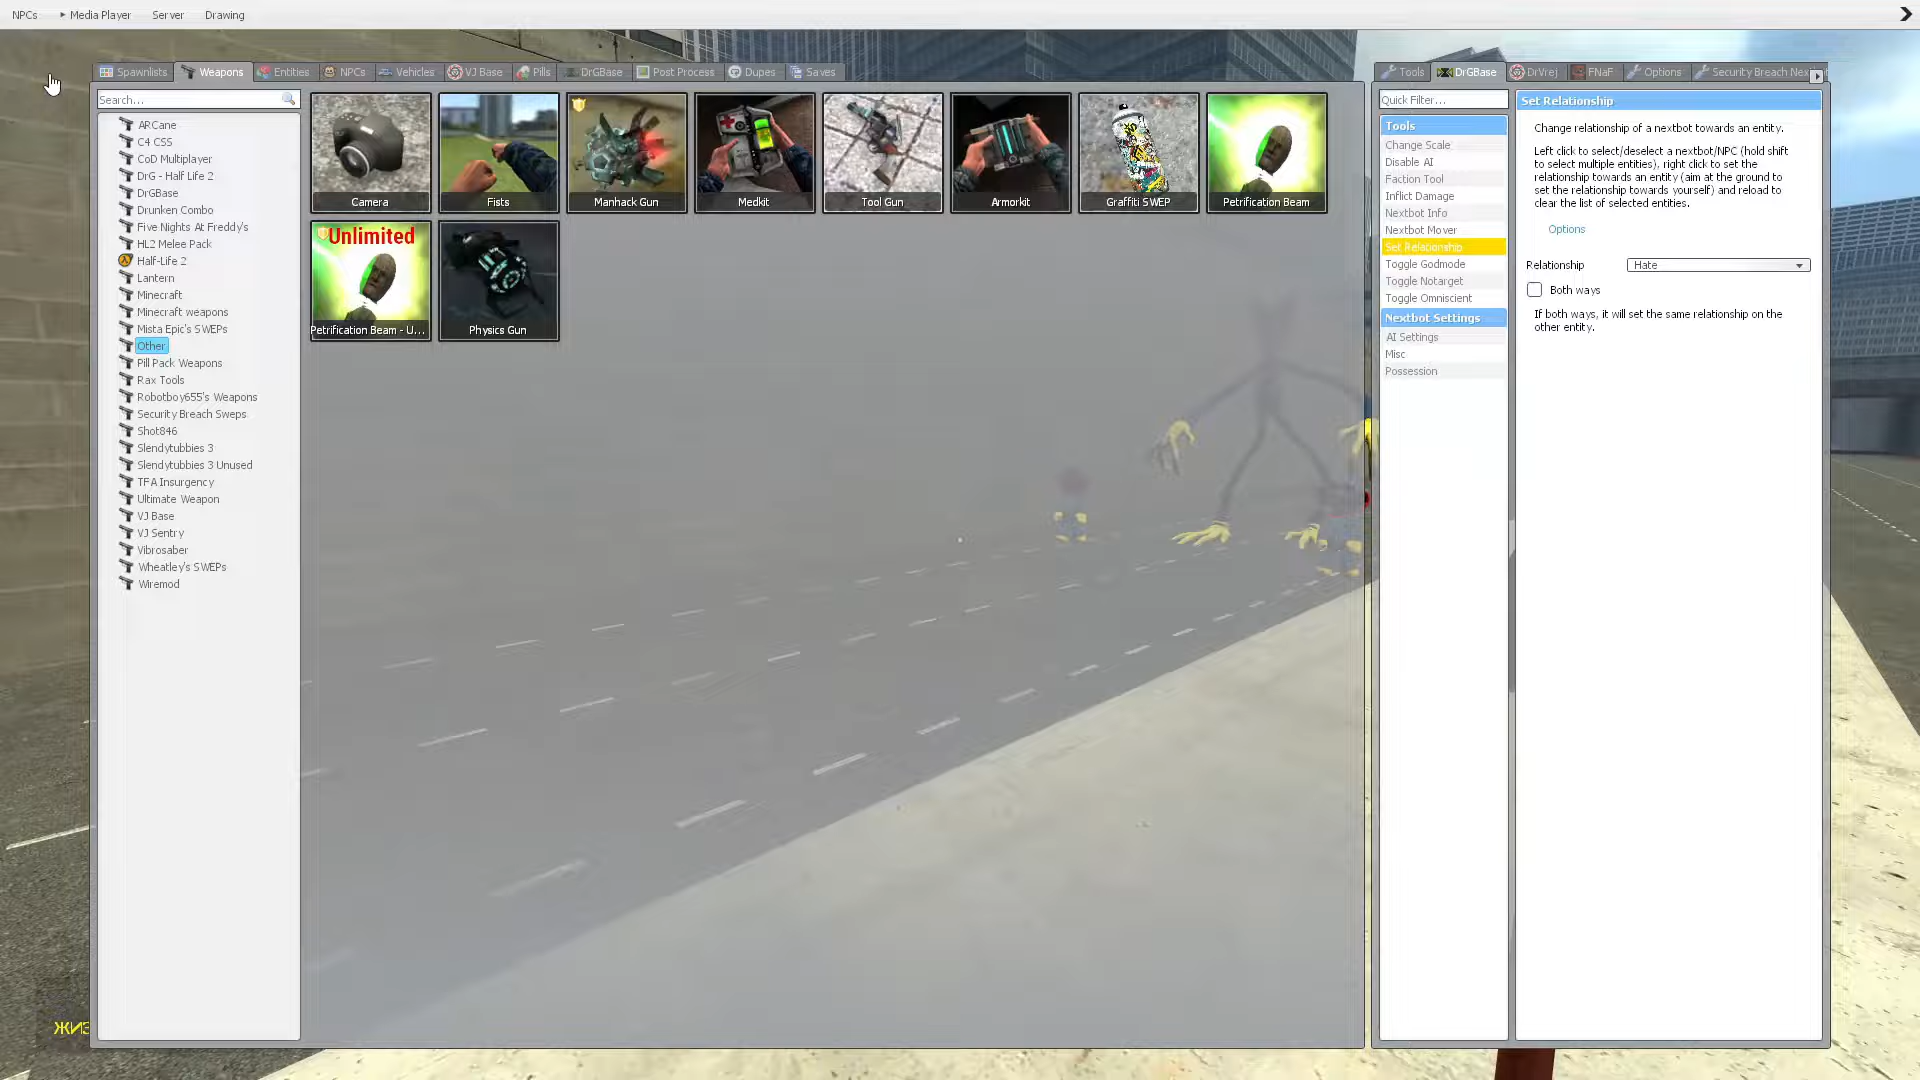 NPCs Media Player Server Drawing
Spawnlists Weapons Entities NPCs Vehicles VJ Base Pills DrGBase Post Process Dupes Saves
Search...
ARCane
C4 CSS
CoD Multiplayer
DrG - Half Life 2
DrGBase
Drunken Combo
Five Nights At Freddy's
HL2 Melee Pack
Half-Life 2
Lantern
Minecraft
Minecraft weapons
Mista Epic's SWEPs
Other
Pill Pack Weapons
Rax Tools
Robotboy655's Weapons
Security Breach Sweps
Shot846
Slendytubbies 3
Slendytubbies 3 Unused
TFA Insurgency
Ultimate Weapon
VJ Base
VJ Sentry
Vibrosaber
Wheatley's SWEPs
Wiremod
Camera Fists Manhack Gun Medkit Tool Gun Armorkit Graffiti SWEP Petrification Beam
Unlimited
Petrification Beam - U... Physics Gun
Tools DrGBase DrVrej FNaF Options Security Breach
Quick Filter...
Tools
Change Scale
Disable AI
Faction Tool
Inflict Damage
Nextbot Info
Nextbot Mover
Set Relationship
Toggle Godmode
Toggle Notarget
Toggle Omniscient
Nextbot Settings
AI Settings
Misc
Possession
Set Relationship
Change relationship of a nextbot towards an entity.
Left click to select/deselect a nextbot/NPC (hold shift
to select multiple entities), right click to set the
relationship towards an entity (aim at the ground to
set the relationship towards yourself) and reload to
clear the list of selected entities.
Options
Relationship Hate
Both ways
If both ways, it will set the same relationship on the
other entity.